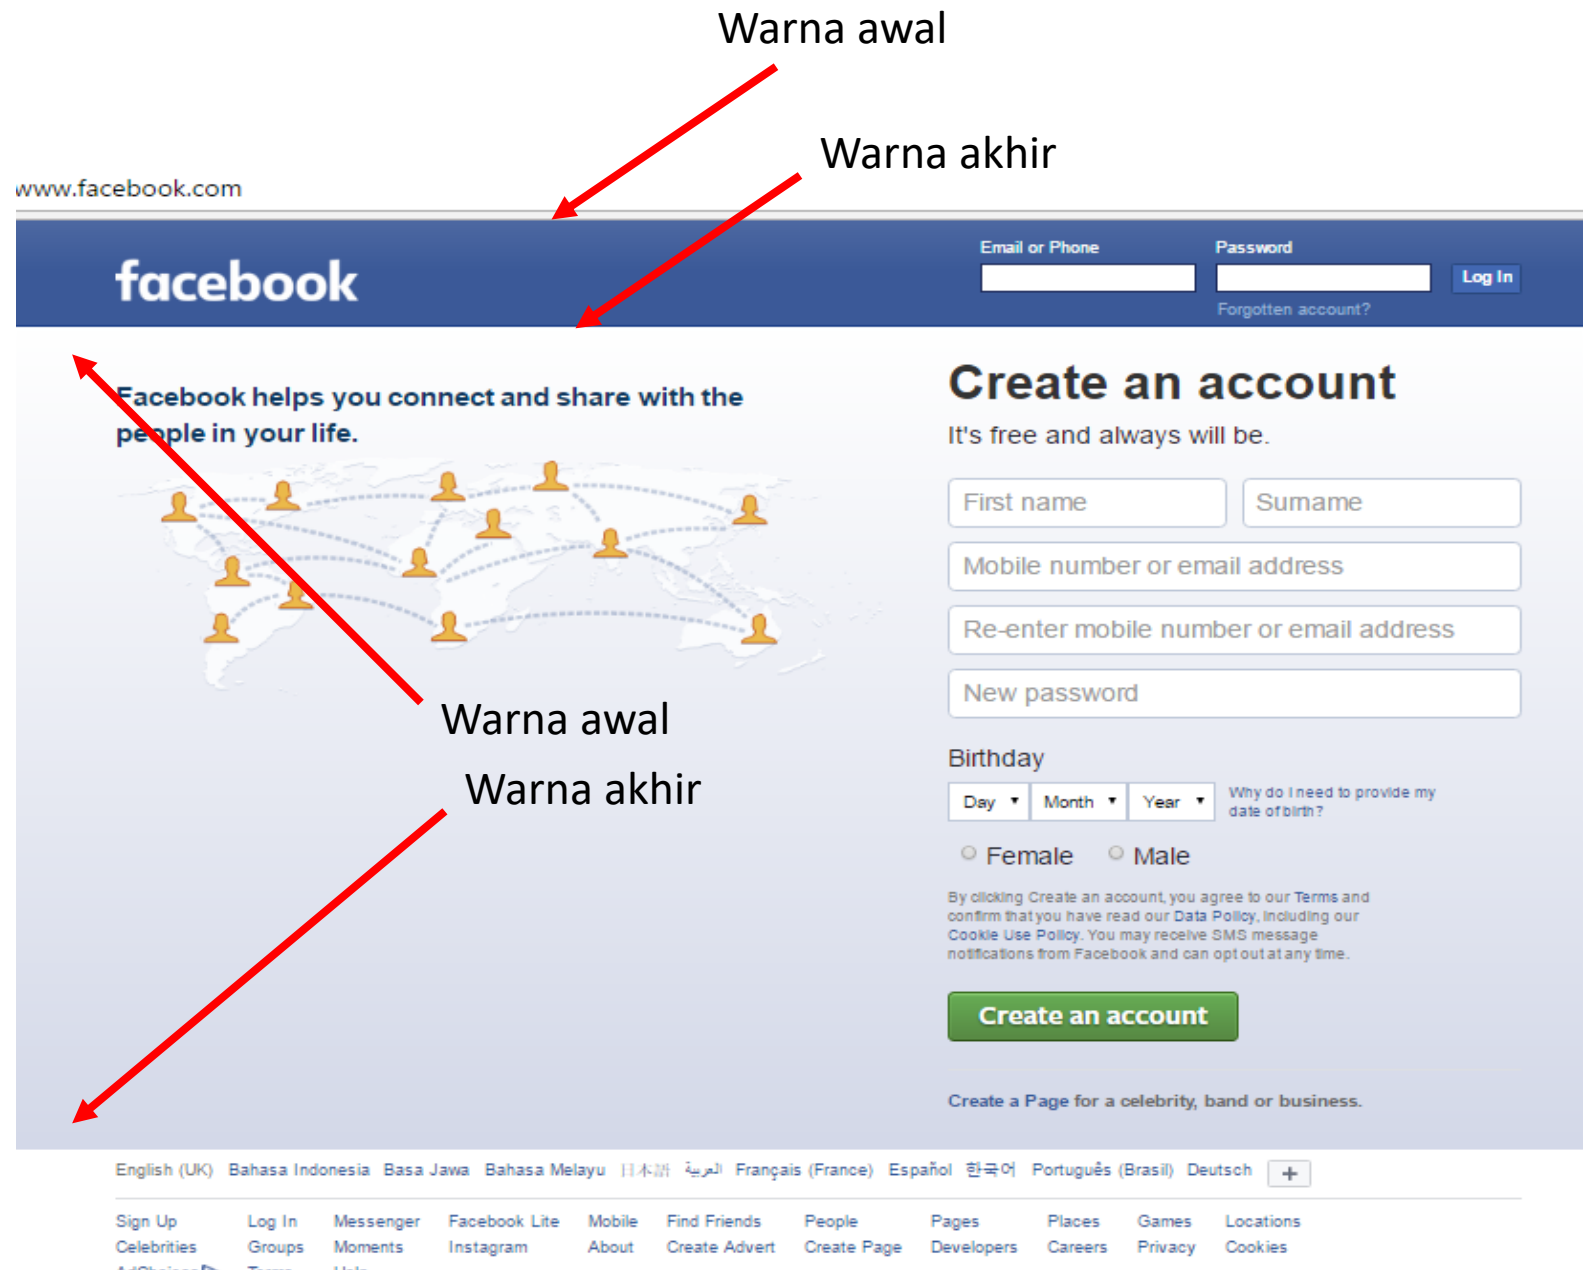 Warna awal
Warna akhir
www.facebook.com
facebook
Email or Phone Password
Log In
Forgotten account?
Facebook helps you connect and share with the
people in your life.
Create an account
It's free and always will be.
First name Surname
Mobile number or email address
Re-enter mobile number or email address
New password
Warna awal
Warna akhir
Birthday
Day Month Year
Why do I need to provide my
date of birth?
Female Male
By clicking Create an account, you agree to our Terms and
confirm that you have read our Data Policy, including our
Cookie Use Policy. You may receive SMS message
notifications from Facebook and can opt out at any time.
Create an account
Create a Page for a celebrity, band or business.
English (UK) Bahasa Indonesia Basa Jawa Bahasa Melayu 日本語 العربية Français (France) Español 한국어 Português (Brasil) Deutsch +
Sign Up Log In Messenger Facebook Lite Mobile Find Friends People Pages Places Games Locations
Celebrities Groups Moments Instagram About Create Advert Create Page Developers Careers Privacy Cookies